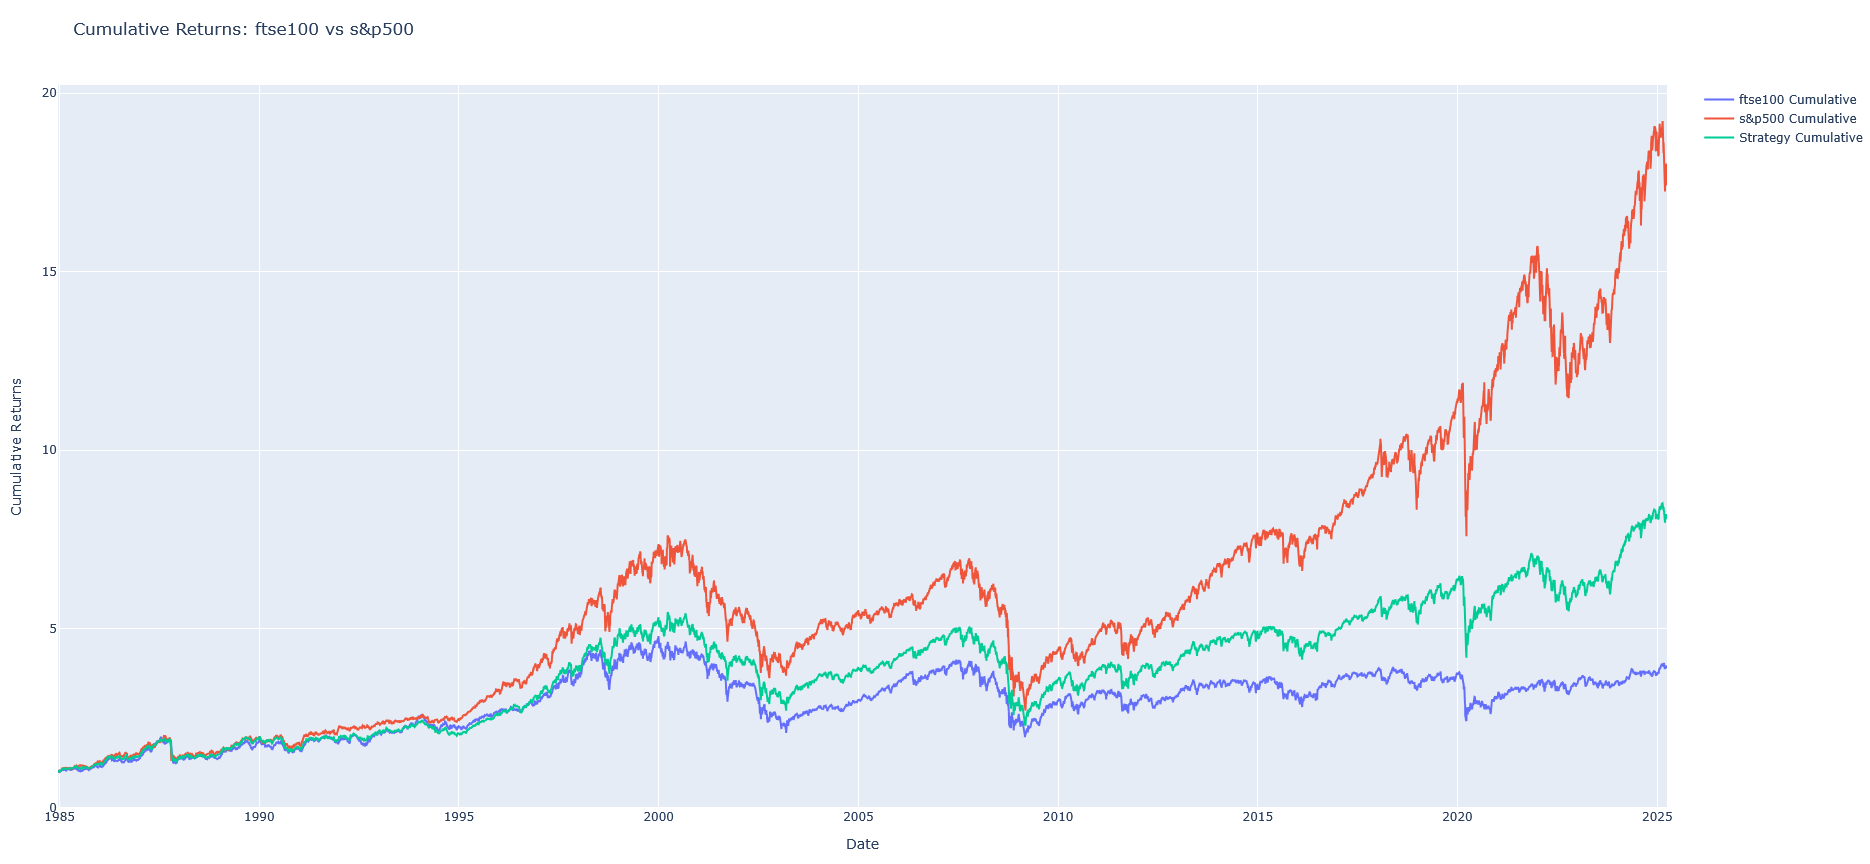 Cumulative Returns: ftse100 vs s&p500
ftse100 Cumulative
s&p500 Cumulative
Strategy Cumulative
Cumulative Returns
20
15
10
5
0
1985
1990
1995
2000
2005
2010
2015
2020
2025
Date